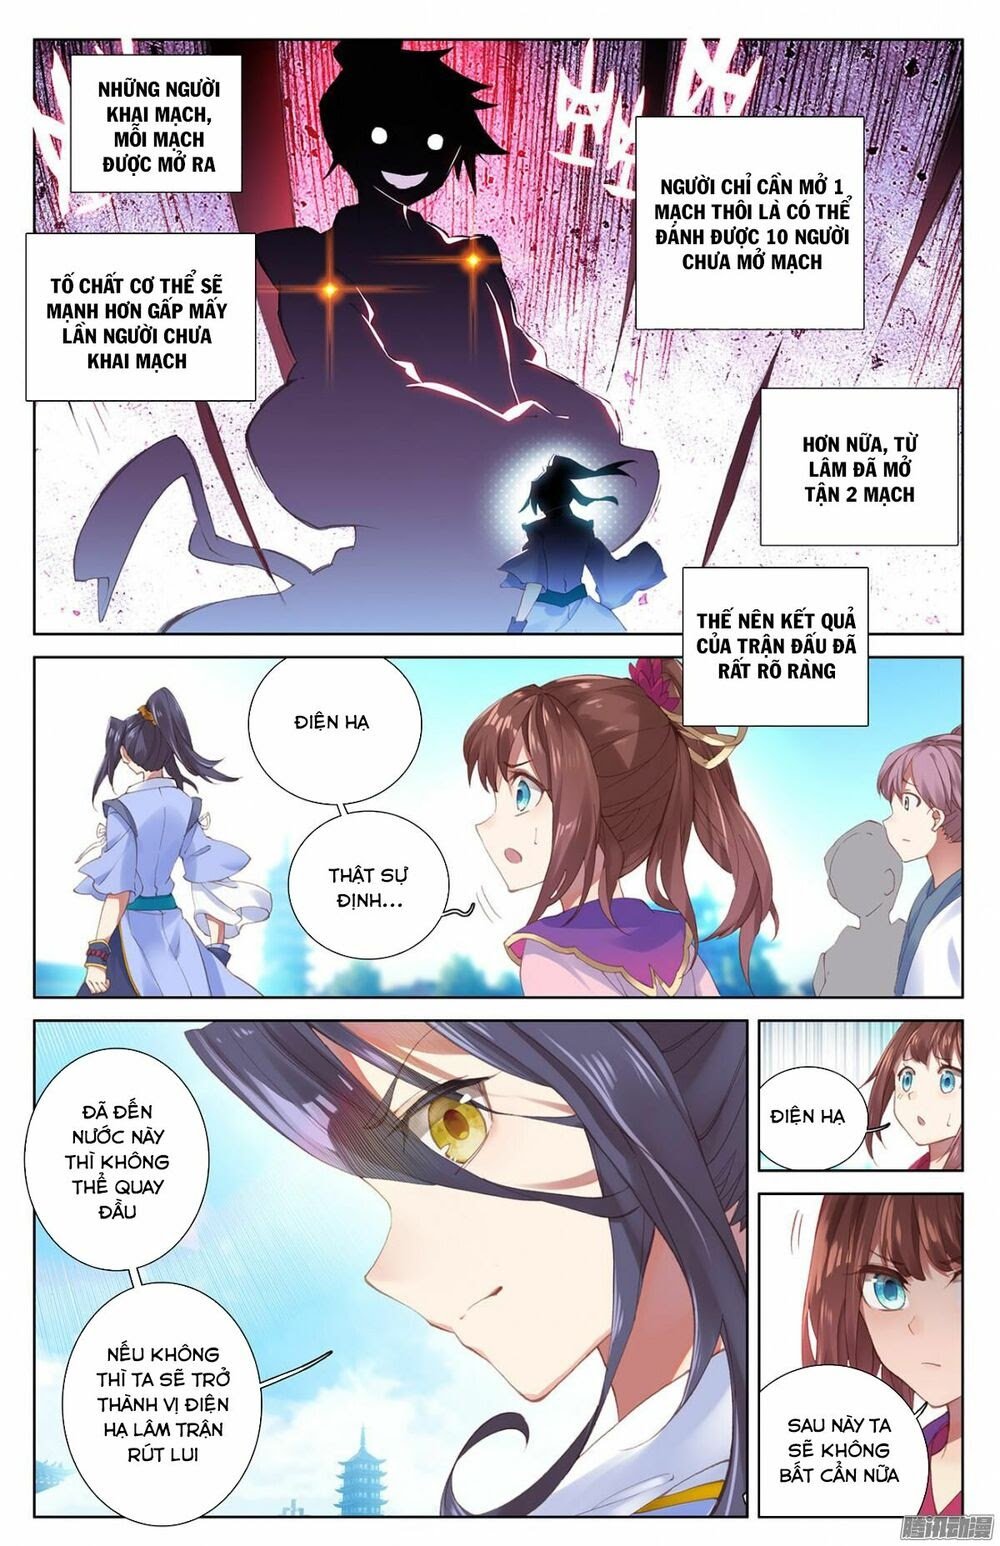 NHỮNG NGƯỜI
KHAI MẠCH,
MỖI MẠCH
ĐƯỢC MỞ RA
TỐ CHẤT CƠ THỂ SẼ
MẠNH HƠN GẤP MẤY
LẦN NGƯỜI CHƯA
KHAI MẠCH
NGƯỜI CHỈ CẦN MỞ 1
MẠCH THÔI LÀ CÓ THỂ
ĐÁNH ĐƯỢC 10 NGƯỜI
CHƯA MỞ MẠCH
HƠN NỮA, TỪ
LÂM ĐÃ MỞ
TẬN 2 MẠCH
THẾ NÊN KẾT QUẢ
CỦA TRẬN ĐẤU ĐÃ
RẤT RÕ RÀNG
ĐIỆN HẠ
THẬT SỰ
ĐỊNH...
ĐÃ ĐẾN
NƯỚC NÀY
THÌ KHÔNG
THỂ QUAY
ĐẦU
NẾU KHÔNG
THÌ TA SẼ TRỞ
THÀNH VỊ ĐIỆN
HẠ LÂM TRẬN
RÚT LUI
ĐIỆN HẠ
SAU NÀY TA
SẼ KHÔNG
BẤT CẨN NỮA
腾讯动漫